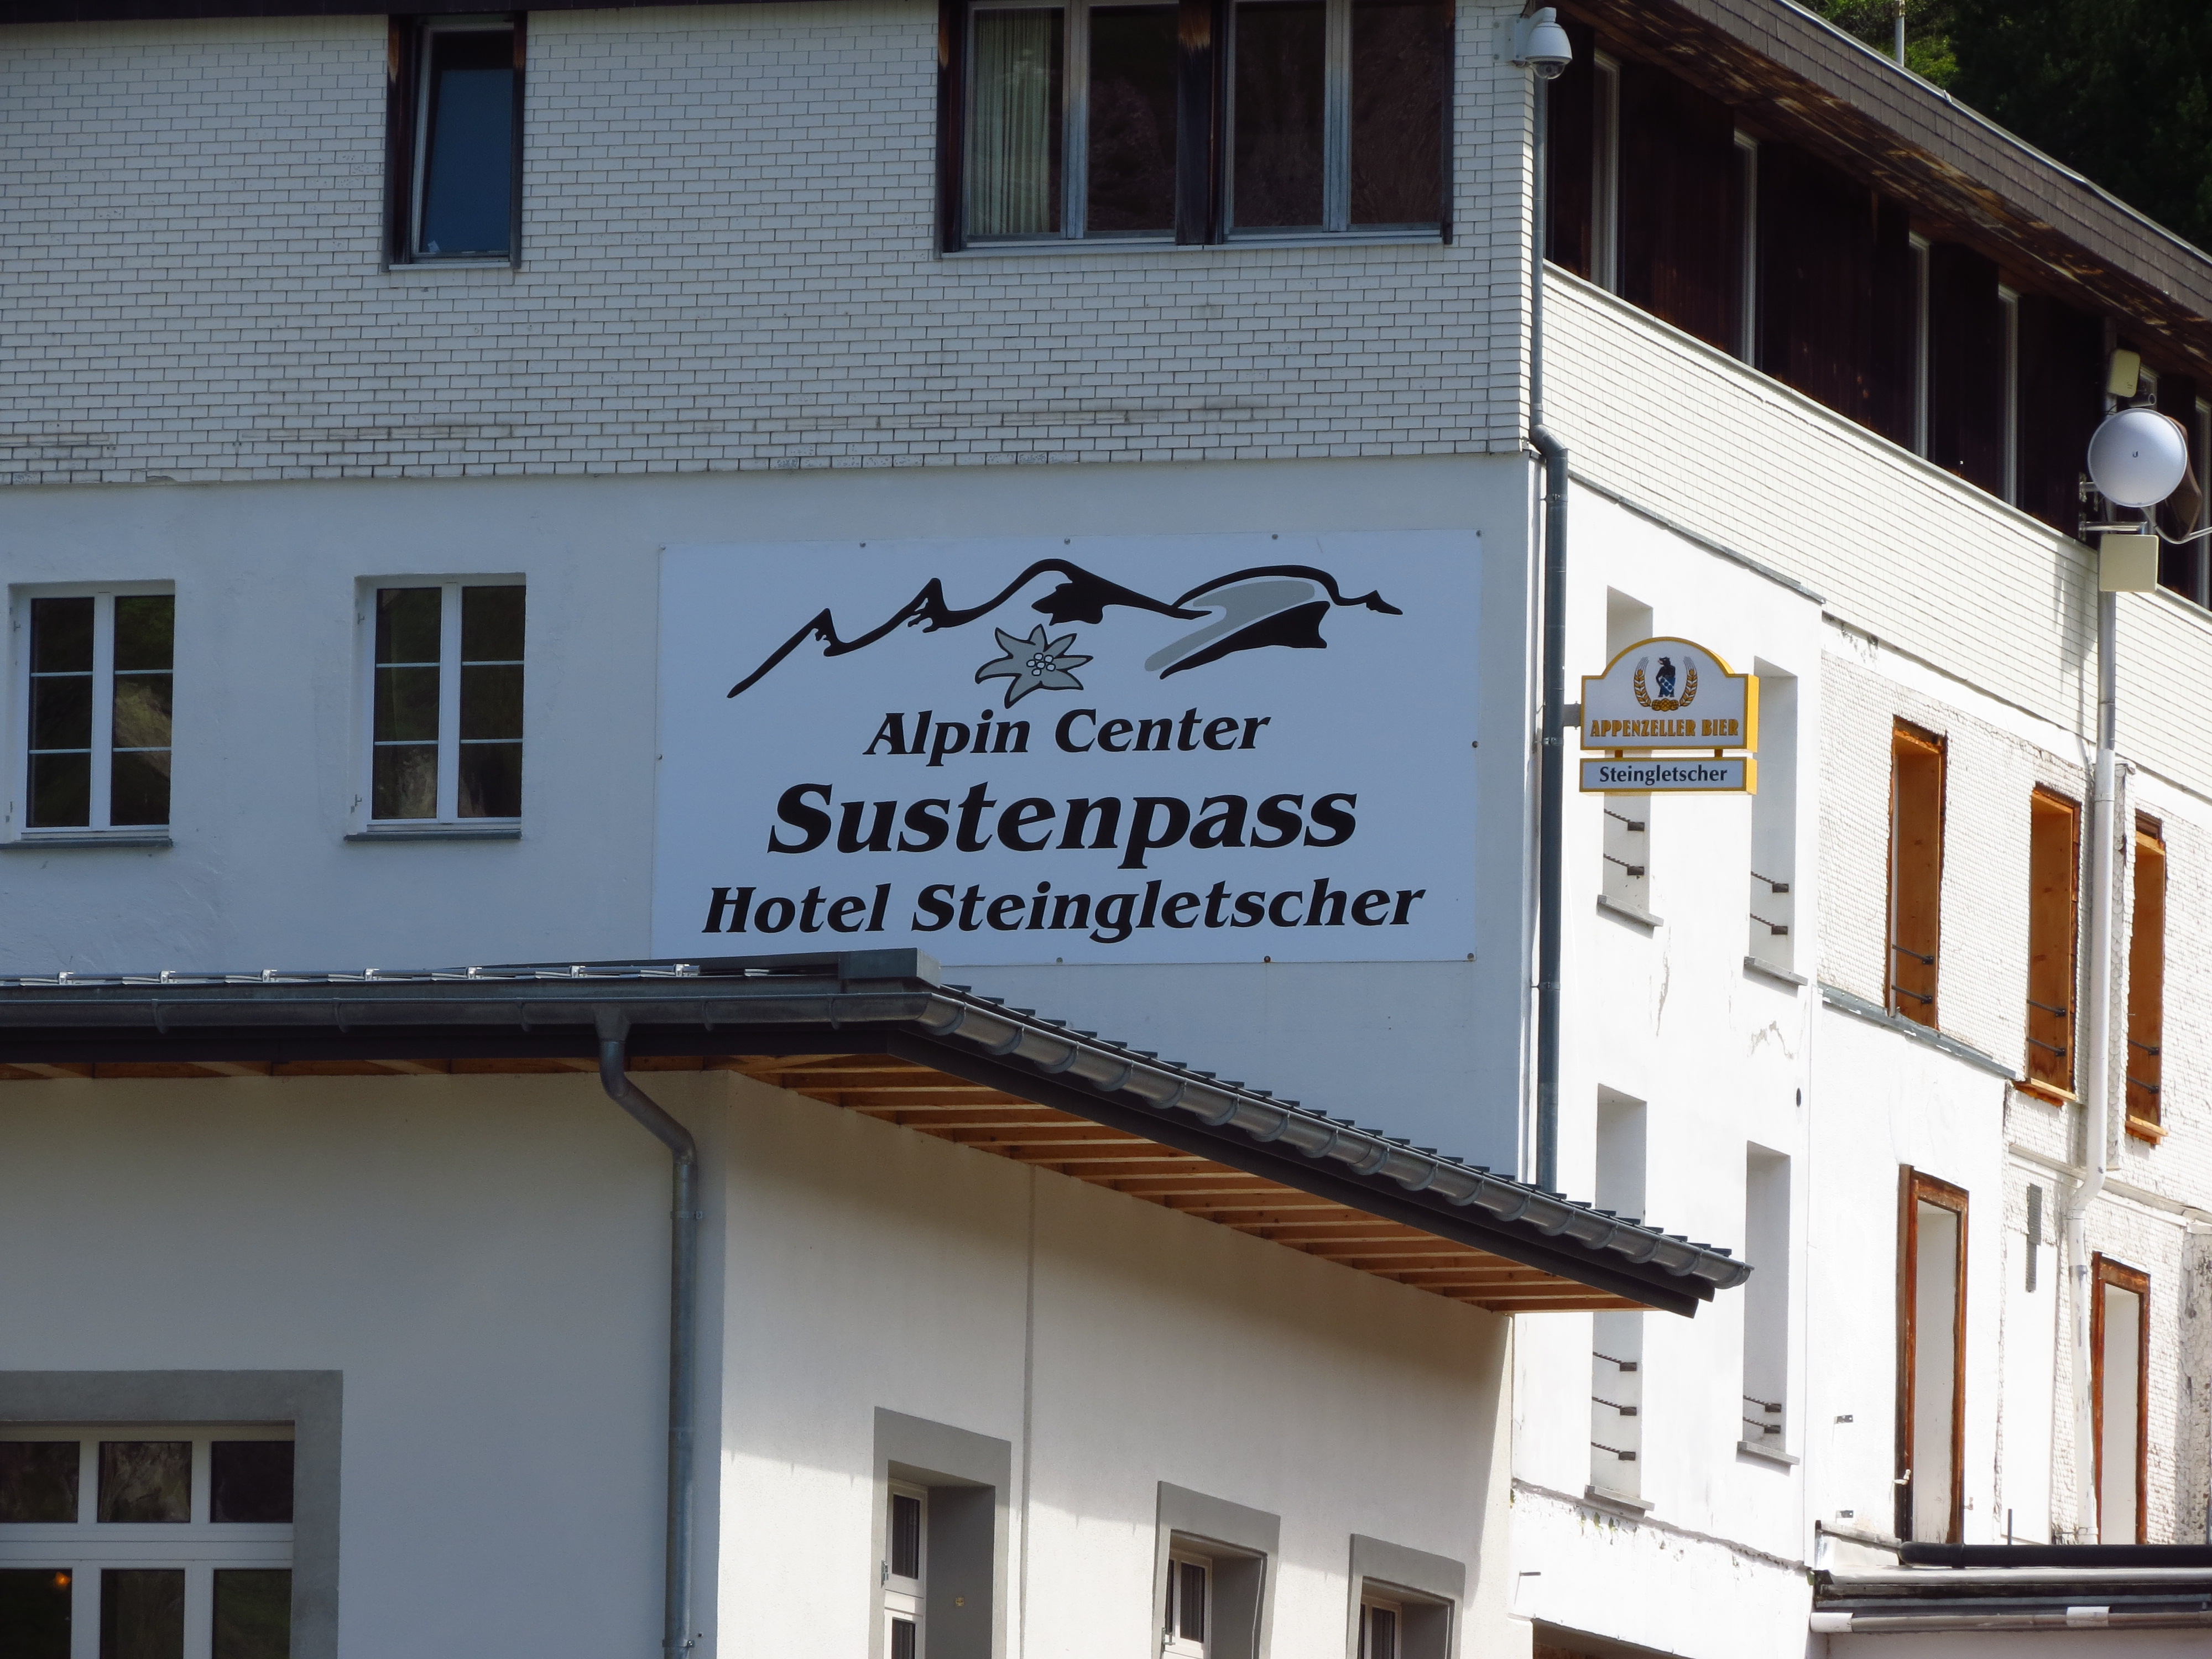 Alpin Center
Sustenpass
Hotel Steingletscher
APPENZELLER BIER
Steingletscher